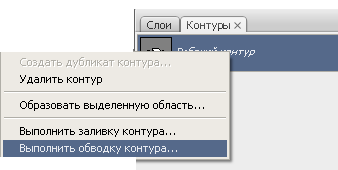 Слои Контуры ×
Рабочий контур
Создать дубликат контура...
Удалить контур
Образовать выделенную область...
Выполнить заливку контура...
Выполнить обводку контура...